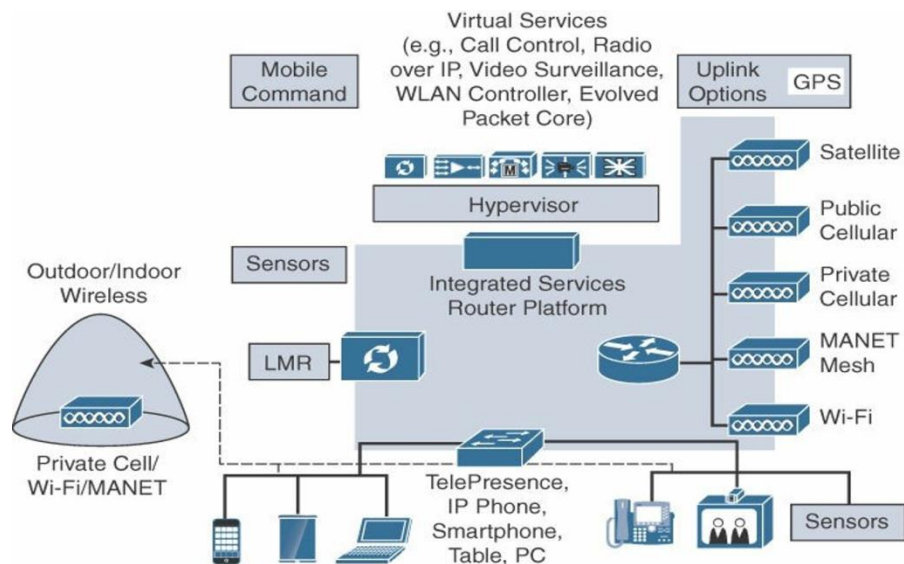 Virtual Services
(e.g., Call Control, Radio
over IP, Video Surveillance,
WLAN Controller, Evolved
Packet Core)
Mobile
Command
Uplink
Options
GPS
Satellite
M
Hypervisor
Public
Cellular
Sensors
Integrated Services
Router Platform
Private
Cellular
Outdoor/Indoor
Wireless
LMR
MANET
Mesh
Wi-Fi
Private Cell/
Wi-Fi/MANET
TelePresence,
IP Phone,
Smartphone,
Table, PC
Sensors